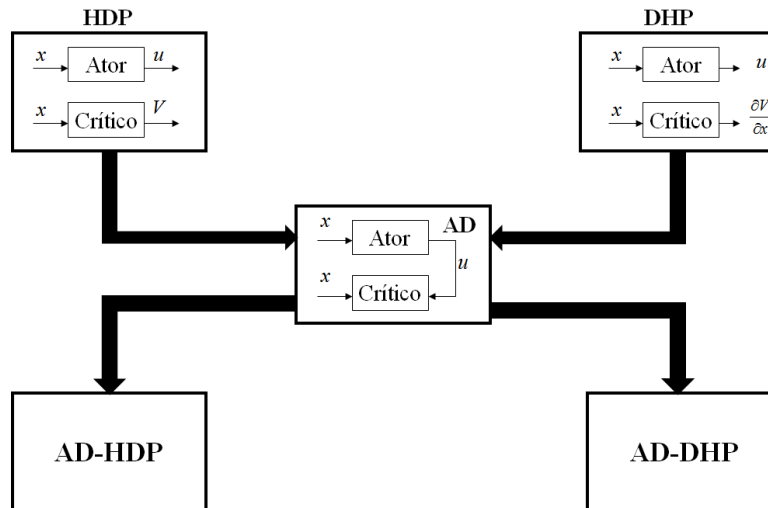 HDP
x Ator u
x Crítico V
DHP
x Ator u
x Crítico ∂V/∂x
AD
x Ator
u
x Crítico
AD-HDP
AD-DHP